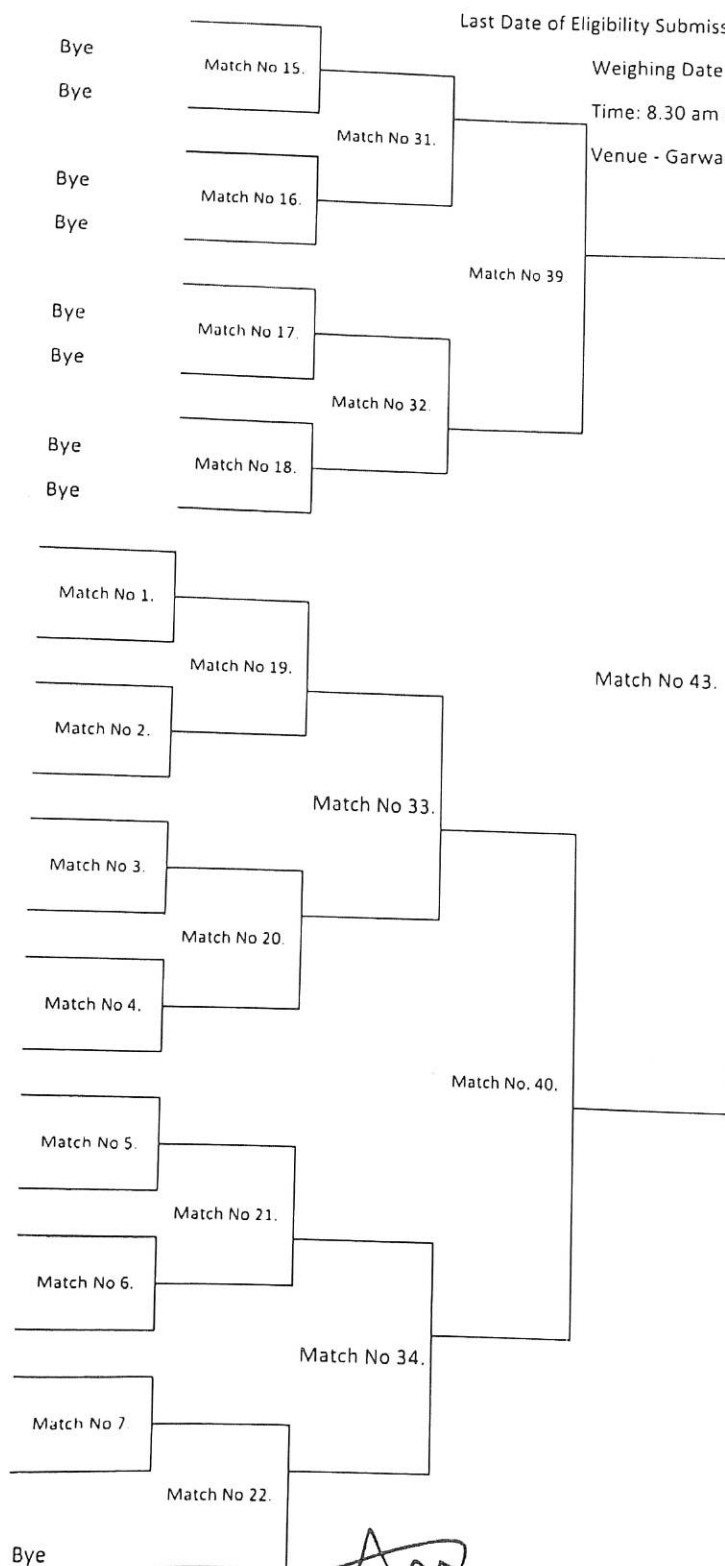 Last Date of Eligibility Submiss
Bye
Match No 15.
Weighing Date
Bye
Time: 8.30 am
Match No 31.
Venue - Garwa
Bye
Match No 16.
Bye
Match No 39.
Bye
Match No 17.
Bye
Match No 32.
Bye
Match No 18.
Bye
Match No 1.
Match No 19.
Match No 43.
Match No 2.
Match No 33.
Match No 3.
Match No 20.
Match No 4.
Match No. 40.
Match No 5.
Match No 21.
Match No 6.
Match No 34.
Match No 7.
Match No 22.
Bye